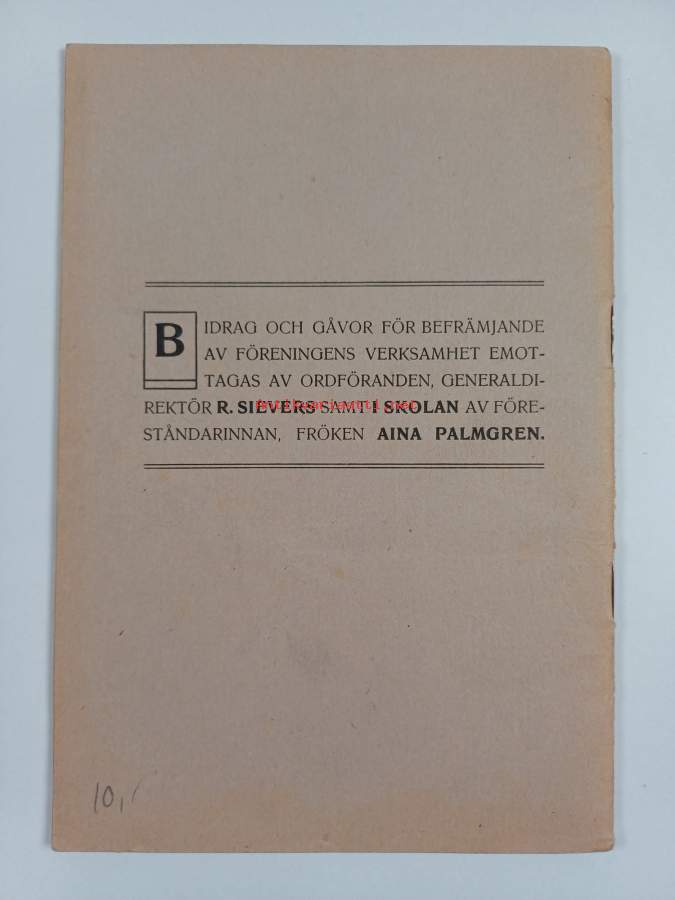 BIDRAG OCH GÅVOR FÖR BEFRÄMJANDE
AV FÖRENINGENS VERKSAMHET EMOT-
TAGAS AV ORDFÖRANDEN, GENERALDI-
REKTÖR R. SIEVERS SAMT I SKOLAN AV FÖRE-
STÅNDARINNAN, FRÖKEN AINA PALMGREN.
10,-